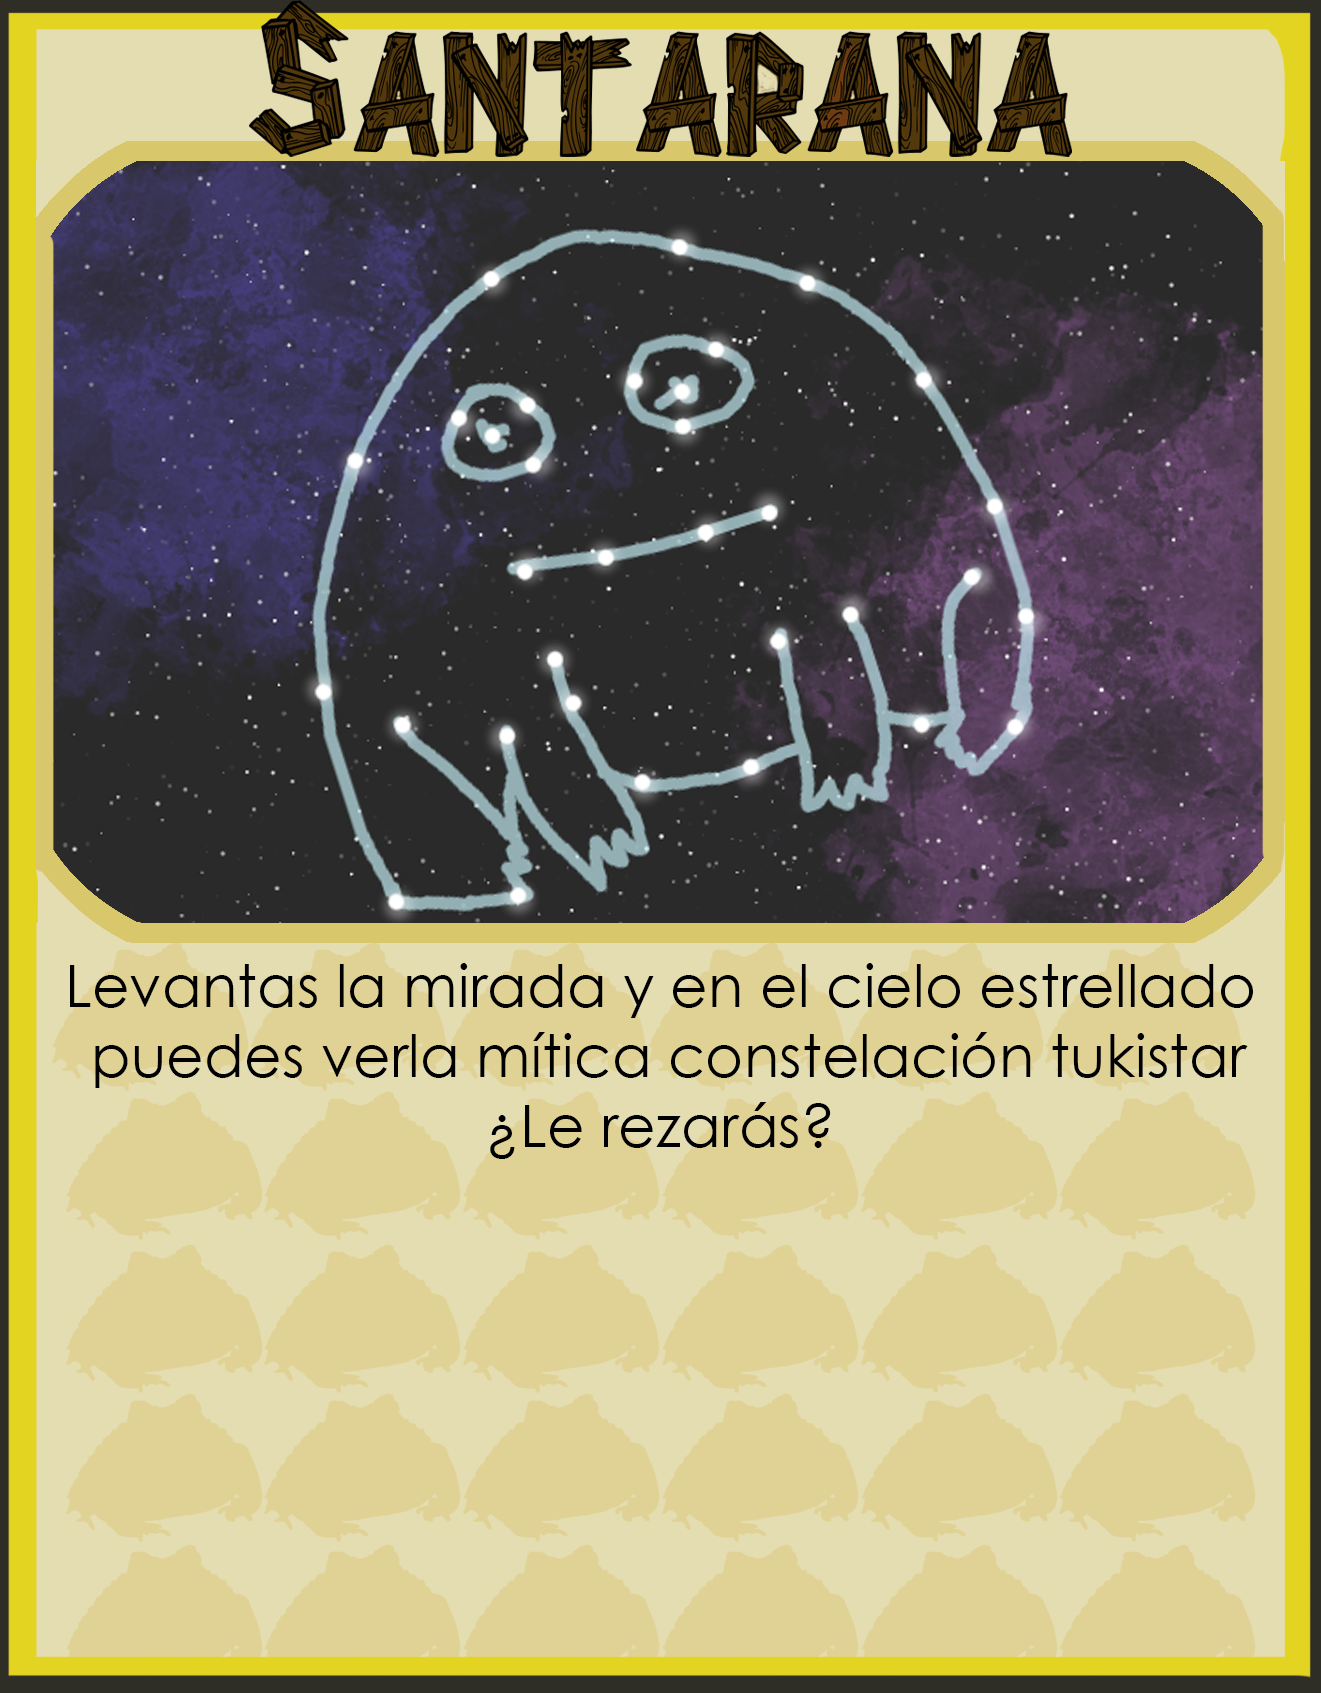 SANTARANA
Levantas la mirada y en el cielo estrellado
puedes verla mítica constelación tukistar
¿Le rezarás?